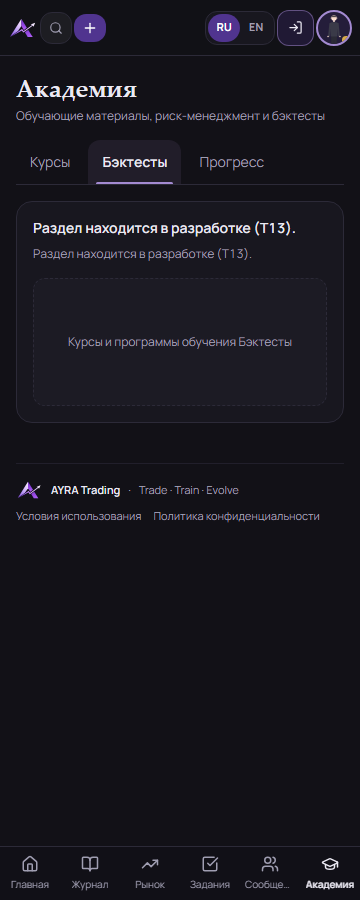 RU EN
Академия
Обучающие материалы, риск-менеджмент и бэктесты
Курсы Бэктесты Прогресс
Раздел находится в разработке (T13).
Раздел находится в разработке (T13).
Курсы и программы обучения Бэктесты
AYRA Trading · Trade · Train · Evolve
Условия использования Политика конфиденциальности
Главная Журнал Рынок Задания Сообще... Академия